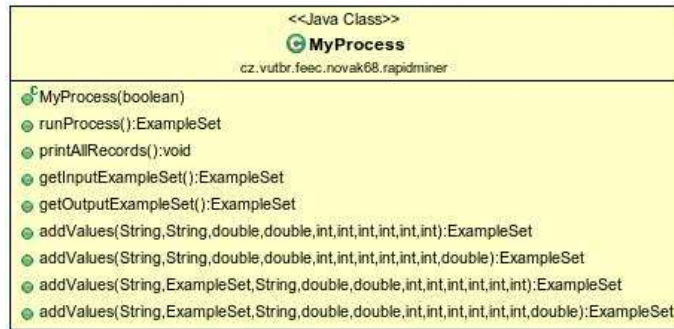 <<Java Class>>
C MyProcess
cz.vutbr.feec.novak68.rapidminer
C MyProcess(boolean)
runProcess():ExampleSet
printAllRecords():void
getInputExampleSet():ExampleSet
getOutputExampleSet():ExampleSet
addValues(String,String,double,double,int,int,int,int,int,int):ExampleSet
addValues(String,String,double,double,int,int,int,int,int,int,double):ExampleSet
addValues(String,ExampleSet,String,double,double,int,int,int,int,int,int):ExampleSet
addValues(String,ExampleSet,String,double,double,int,int,int,int,int,int,double):ExampleSet